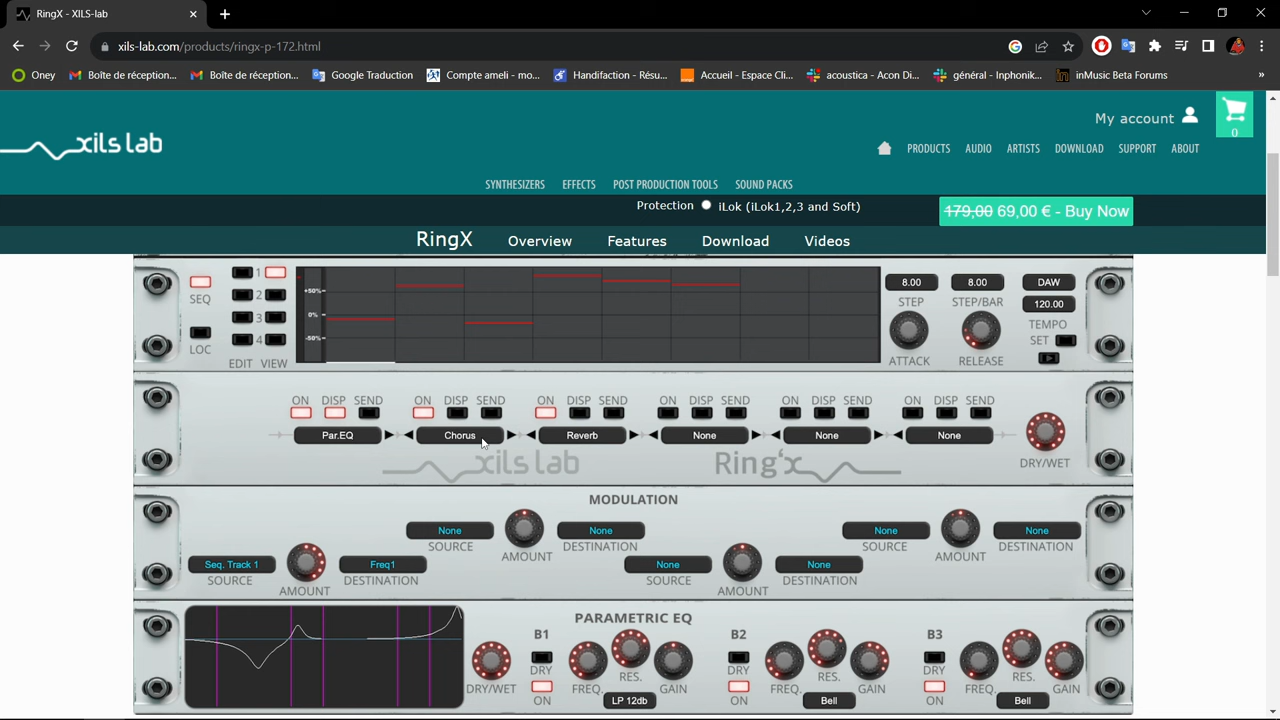 RingX - XILS-lab
xils-lab.com/products/ringx-p-172.html
Oney
Boîte de réception...
Boîte de réception...
Google Traduction
Compte ameli - mo...
Handifaction - Résu...
Accueil - Espace Cli...
acoustica - Acon Di...
général - Inphonik...
inMusic Beta Forums
»
My account
xils lab
0
PRODUCTS AUDIO ARTISTS DOWNLOAD SUPPORT ABOUT
SYNTHESIZERS EFFECTS POST PRODUCTION TOOLS SOUND PACKS
Protection iLok (iLok1,2,3 and Soft)
179,00 69,00 € - Buy Now
RingX Overview Features Download Videos
SEQ
LOC
1
2
3
4
EDIT VIEW
+50%
0%
-50%
8.00 8.00 DAW
STEP STEP/BAR 120.00
TEMPO
SET
ATTACK RELEASE
ON DISP SEND ON DISP SEND ON DISP SEND ON DISP SEND ON DISP SEND ON DISP SEND
Par.EQ Chorus Reverb None None None
DRY/WET
xils lab Ring'x
MODULATION
None None None None
SOURCE AMOUNT DESTINATION SOURCE AMOUNT DESTINATION
Seq. Track 1 Freq1 None None
SOURCE AMOUNT DESTINATION SOURCE AMOUNT DESTINATION
PARAMETRIC EQ
B1 B2 B3
DRY DRY DRY
DRY/WET ON FREQ. RES. GAIN ON FREQ. RES. GAIN ON FREQ. RES. GAIN
LP 12db Bell Bell